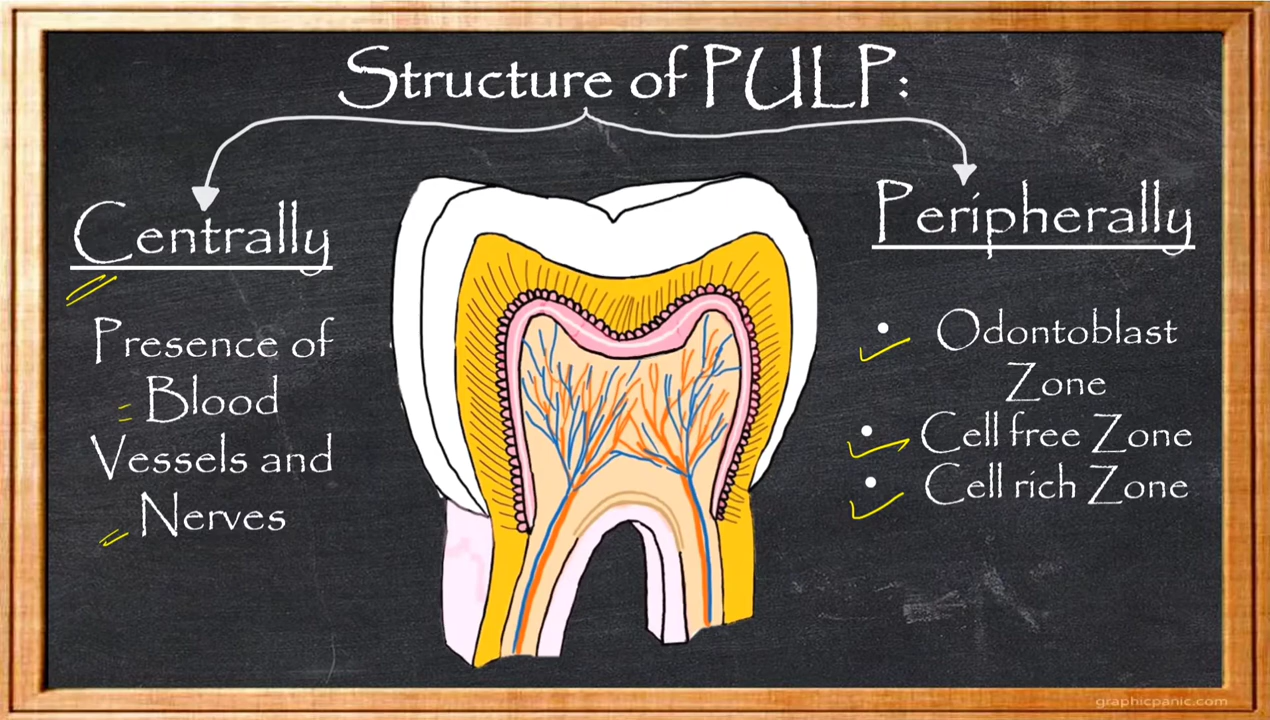 Structure of PULP:
Centrally
Presence of
Blood
Vessels and
Nerves
Peripherally
• Odontoblast
Zone
• Cell free Zone
• Cell rich Zone
graphicpanic.com